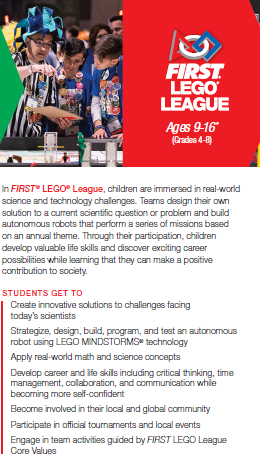 FIRST®
LEGO®
LEAGUE
Ages 9-16*
(Grades 4-8)
In FIRST® LEGO® League, children are immersed in real-world
science and technology challenges. Teams design their own
solution to a current scientific question or problem and build
autonomous robots that perform a series of missions based
on an annual theme. Through their participation, children
develop valuable life skills and discover exciting career
possibilities while learning that they can make a positive
contribution to society.
STUDENTS GET TO
Create innovative solutions to challenges facing
today's scientists
Strategize, design, build, program, and test an autonomous
robot using LEGO MINDSTORMS® technology
Apply real-world math and science concepts
Develop career and life skills including critical thinking, time
management, collaboration, and communication while
becoming more self-confident
Become involved in their local and global community
Participate in official tournaments and local events
Engage in team activities guided by FIRST LEGO League
Core Values